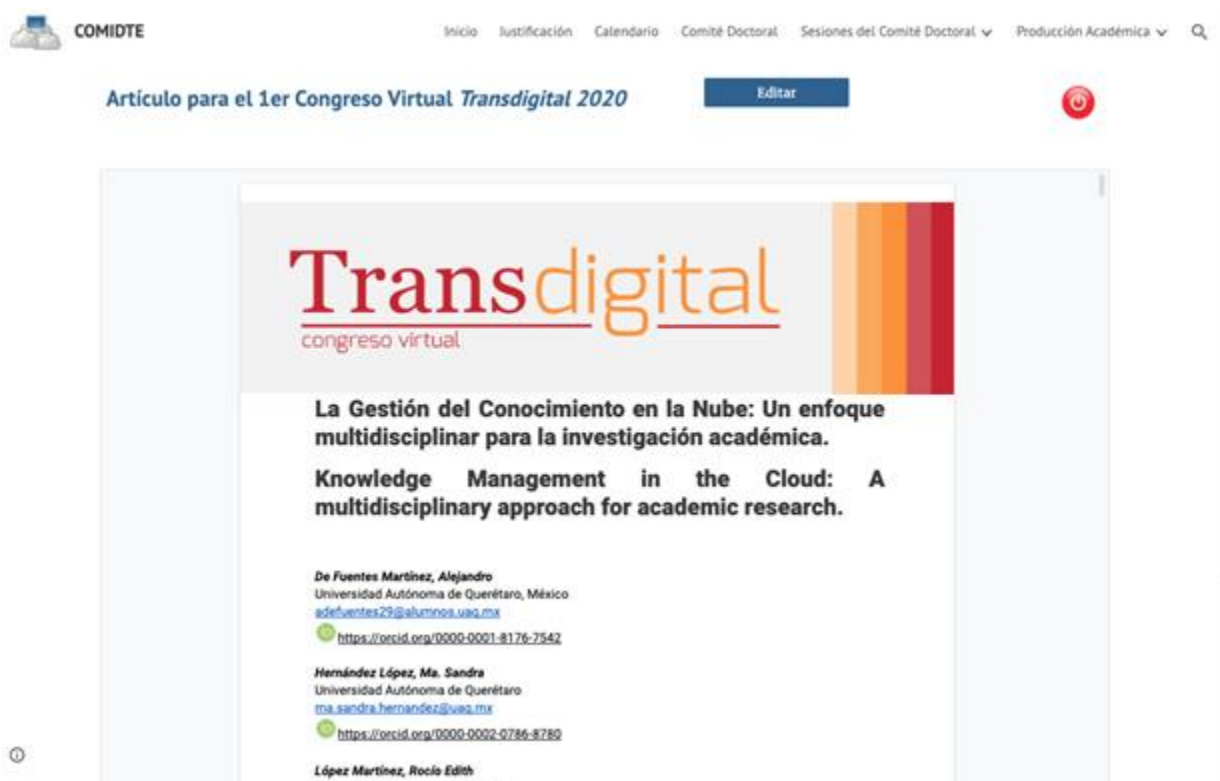 COMIDTE
Inicio Justificación Calendario Comité Doctoral Sesiones del Comité Doctoral Producción Académica
Artículo para el 1er Congreso Virtual Transdigital 2020
Editar
Transdigital
congreso virtual
La Gestión del Conocimiento en la Nube: Un enfoque
multidisciplinar para la investigación académica.
Knowledge Management in the Cloud: A
multidisciplinary approach for academic research.
De Fuentes Martínez, Alejandro
Universidad Autónoma de Querétaro, México
adefuentes29@alumnos.uaq.mx
https://orcid.org/0000-0001-8176-7542
Hernández López, Ma. Sandra
Universidad Autónoma de Querétaro
ma.sandra.hernandez@uaq.mx
https://orcid.org/0000-0002-0786-8780
López Martínez, Rocío Edith